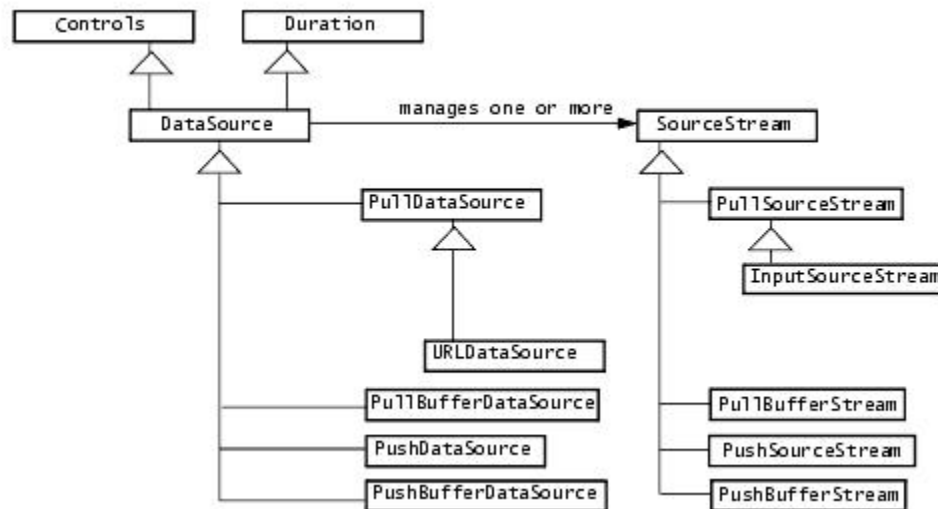 Controls
Duration
manages one or more
DataSource
SourceStream
PullDataSource
PullSourceStream
InputSourceStream
URLDataSource
PullBufferDataSource
PullBufferStream
PushDataSource
PushSourceStream
PushBufferDataSource
PushBufferStream